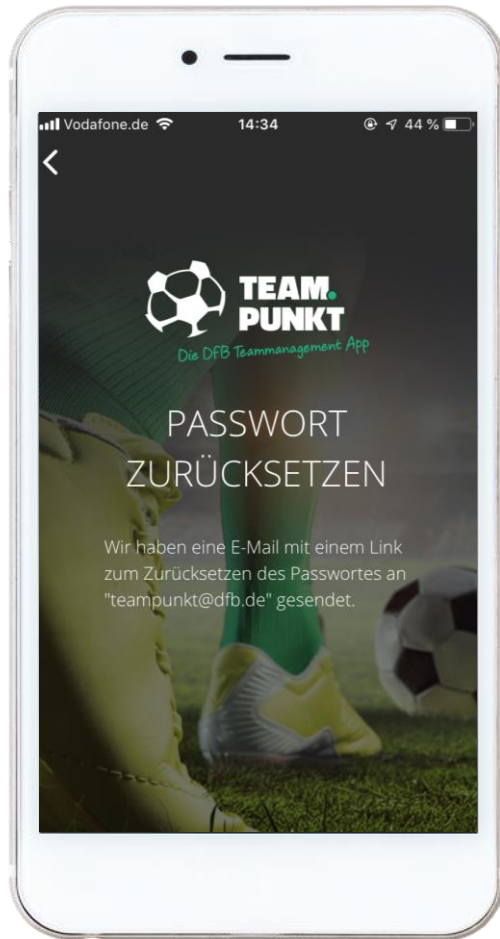 Vodafone.de 14:34 44 %
TEAM.
PUNKT
Die DFB Teammanagement App
PASSWORT
ZURÜCKSETZEN
Wir haben eine E-Mail mit einem Link
zum Zurücksetzen des Passwortes an
"teampunkt@dfb.de" gesendet.